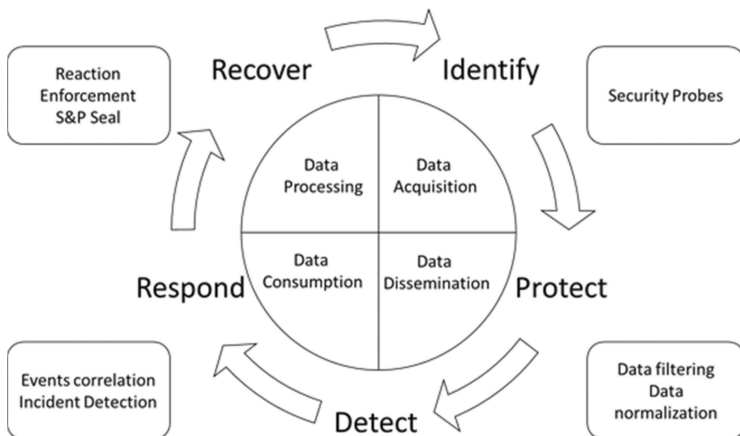 Recover
Identify
Reaction
Enforcement
S&P Seal
Security Probes
Data
Processing
Data
Acquisition
Data
Consumption
Data
Dissemination
Respond
Protect
Events correlation
Incident Detection
Data filtering
Data
normalization
Detect